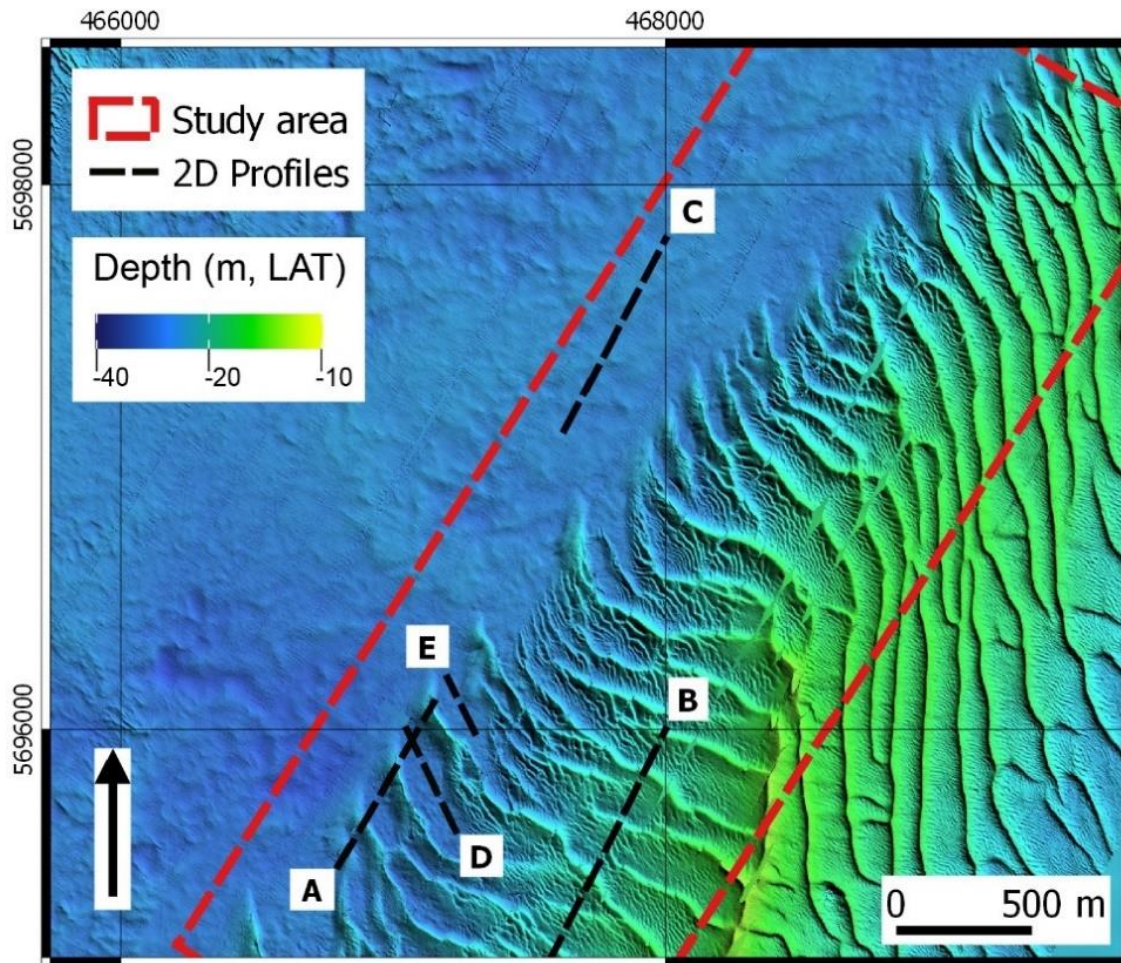 466000 468000
Study area
2D Profiles
5698000
Depth (m, LAT)
-40 -20 -10
C
E
B
5696000
D
A
0 500 m